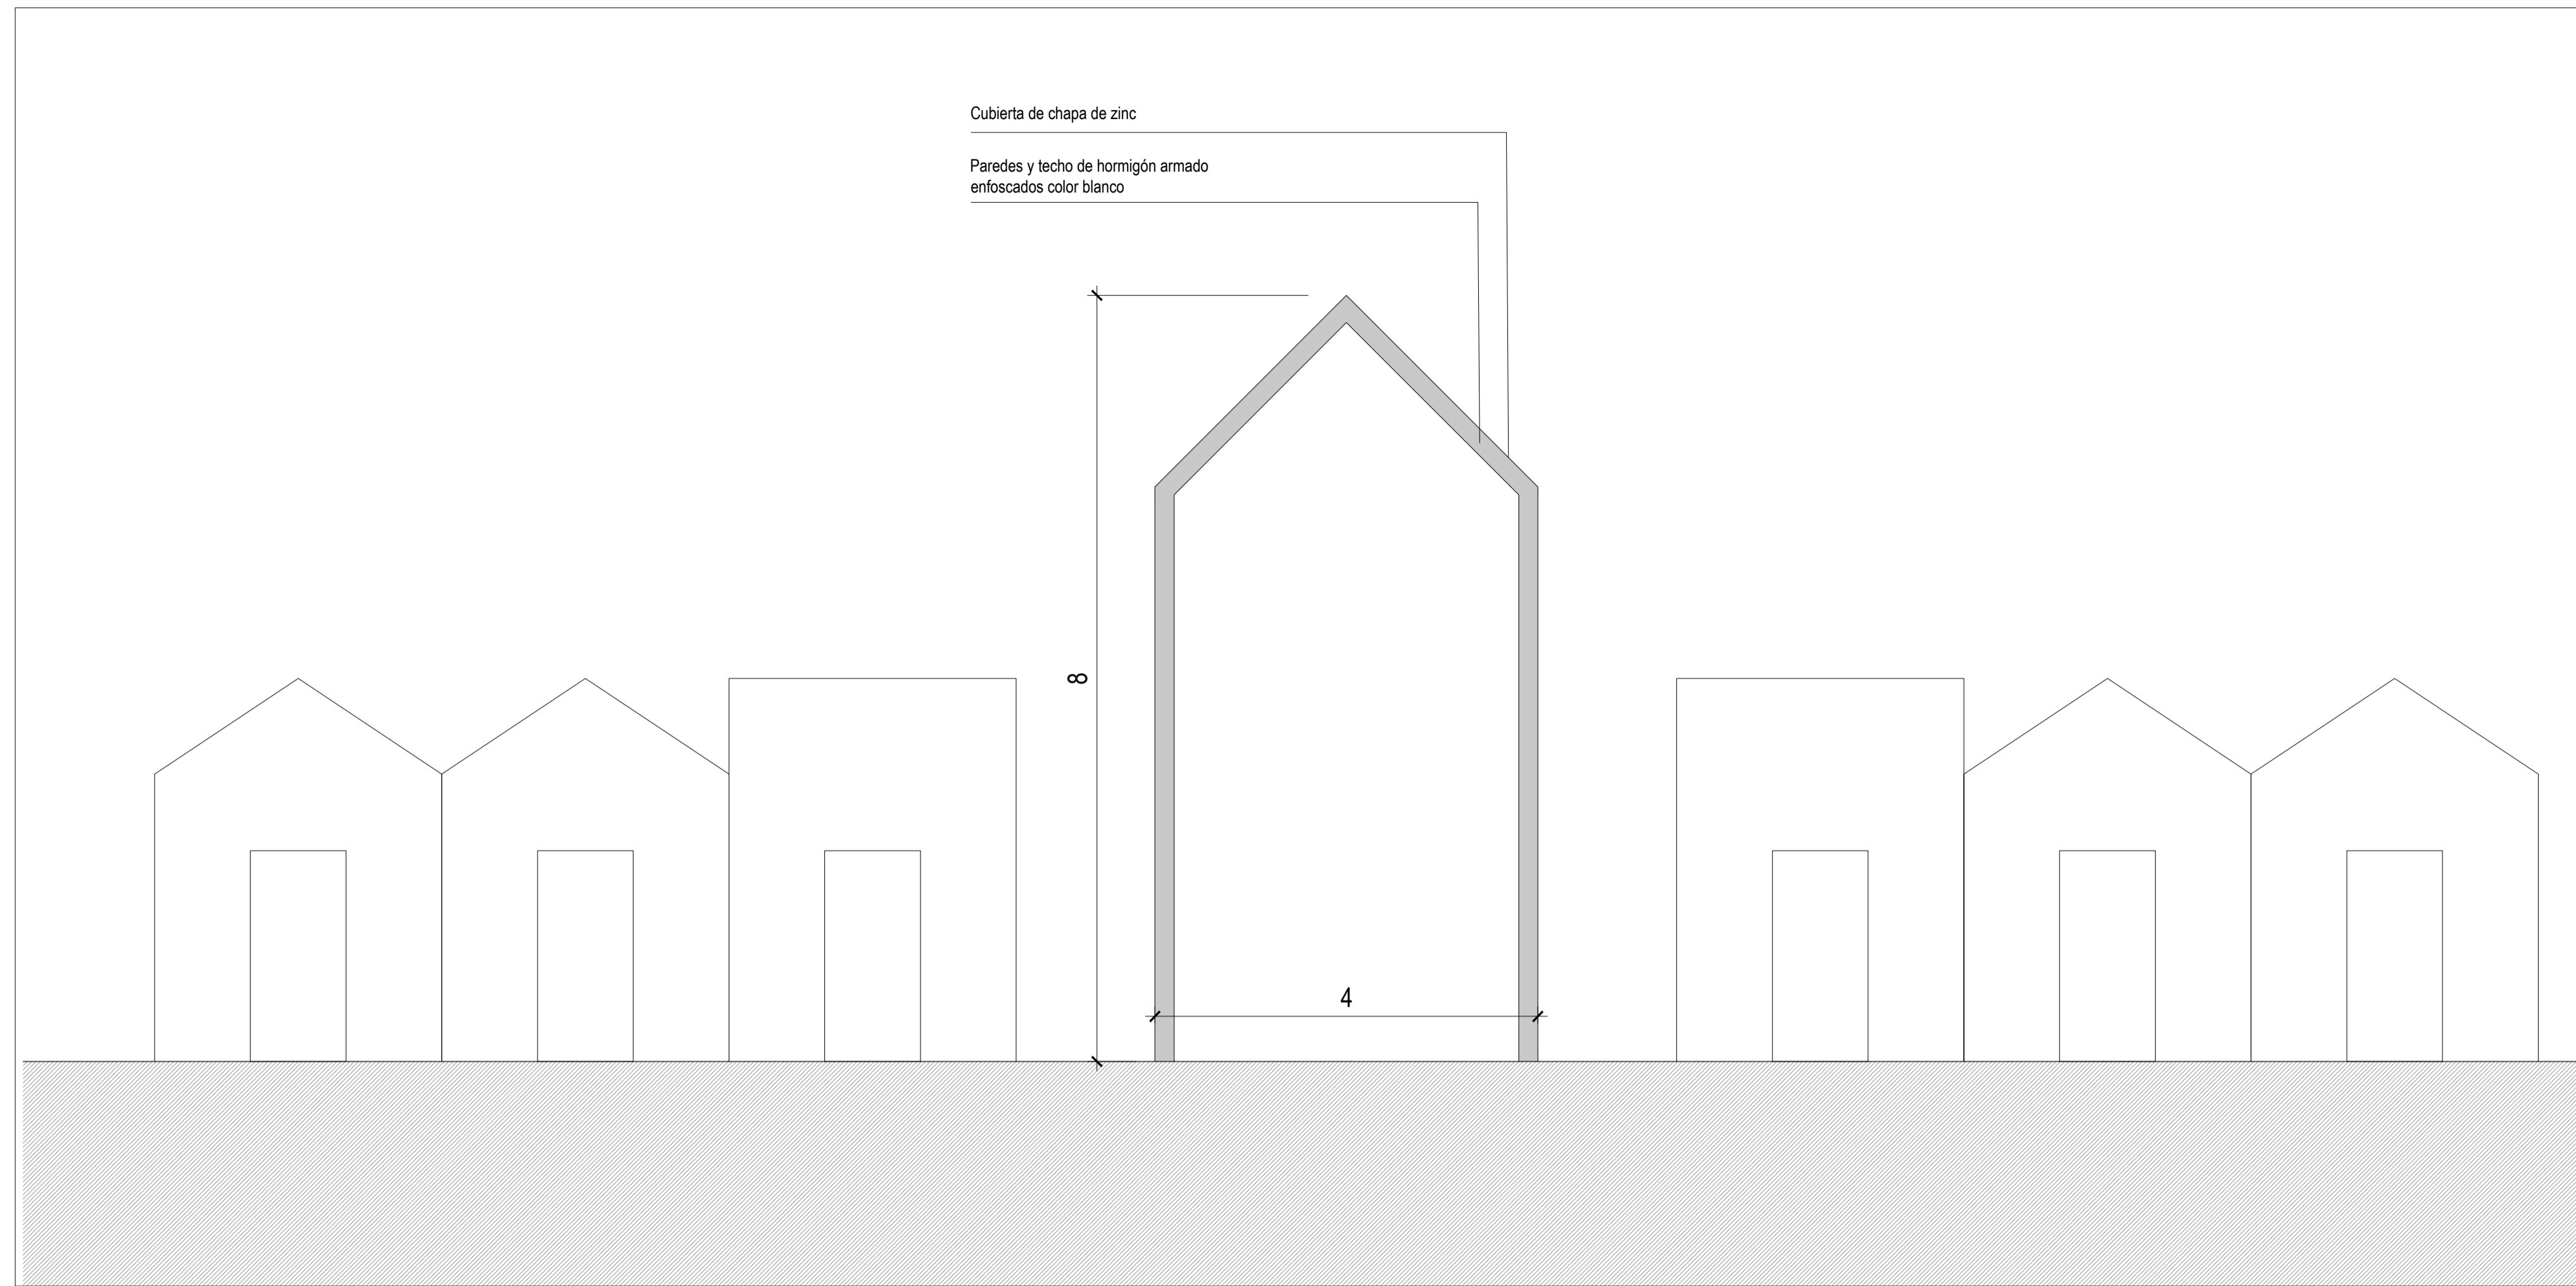 Cubierta de chapa de zinc
Paredes y techo de hormigón armado
enfoscados color blanco
8
4